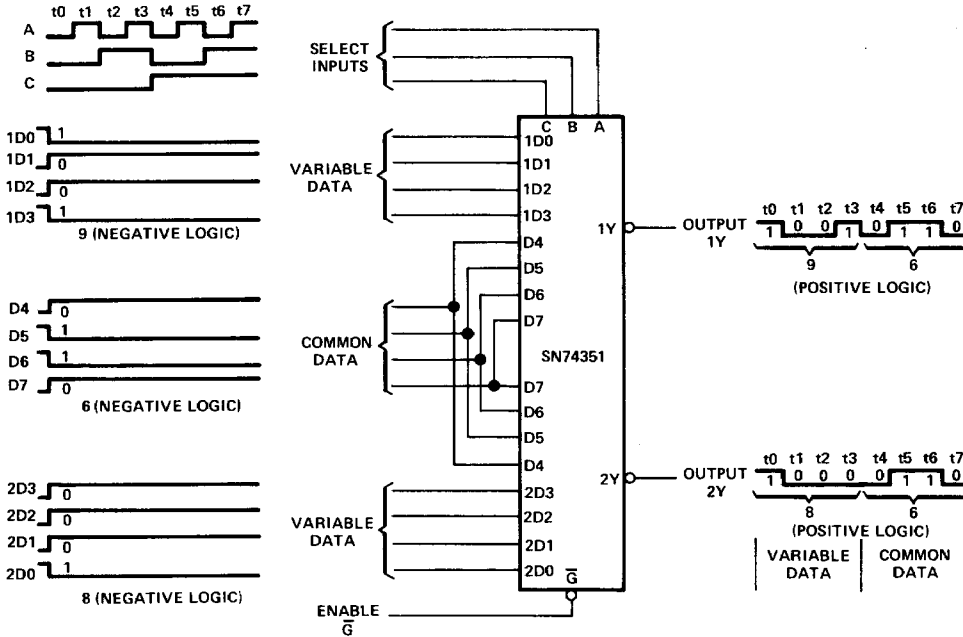 t0 t1 t2 t3 t4 t5 t6 t7
A
B
C
1D0 1
1D1 0
1D2 0
1D3 1
9 (NEGATIVE LOGIC)
D4 0
D5 1
D6 1
D7 0
6 (NEGATIVE LOGIC)
2D3 0
2D2 0
2D1 0
2D0 1
8 (NEGATIVE LOGIC)
SELECT
INPUTS
VARIABLE
DATA
COMMON
DATA
VARIABLE
DATA
ENABLE
G̅
C B A
1D0
1D1
1D2
1D3
D4
D5
D6
D7
SN74351
D7
D6
D5
D4
2D3
2D2
2D1
2D0
G̅
1Y
2Y
OUTPUT
1Y
t0 t1 t2 t3 t4 t5 t6 t7
1 0 0 1 0 1 1 0
9 6
(POSITIVE LOGIC)
OUTPUT
2Y
t0 t1 t2 t3 t4 t5 t6 t7
1 0 0 0 0 1 1 0
8 6
(POSITIVE LOGIC)
VARIABLE
DATA
COMMON
DATA